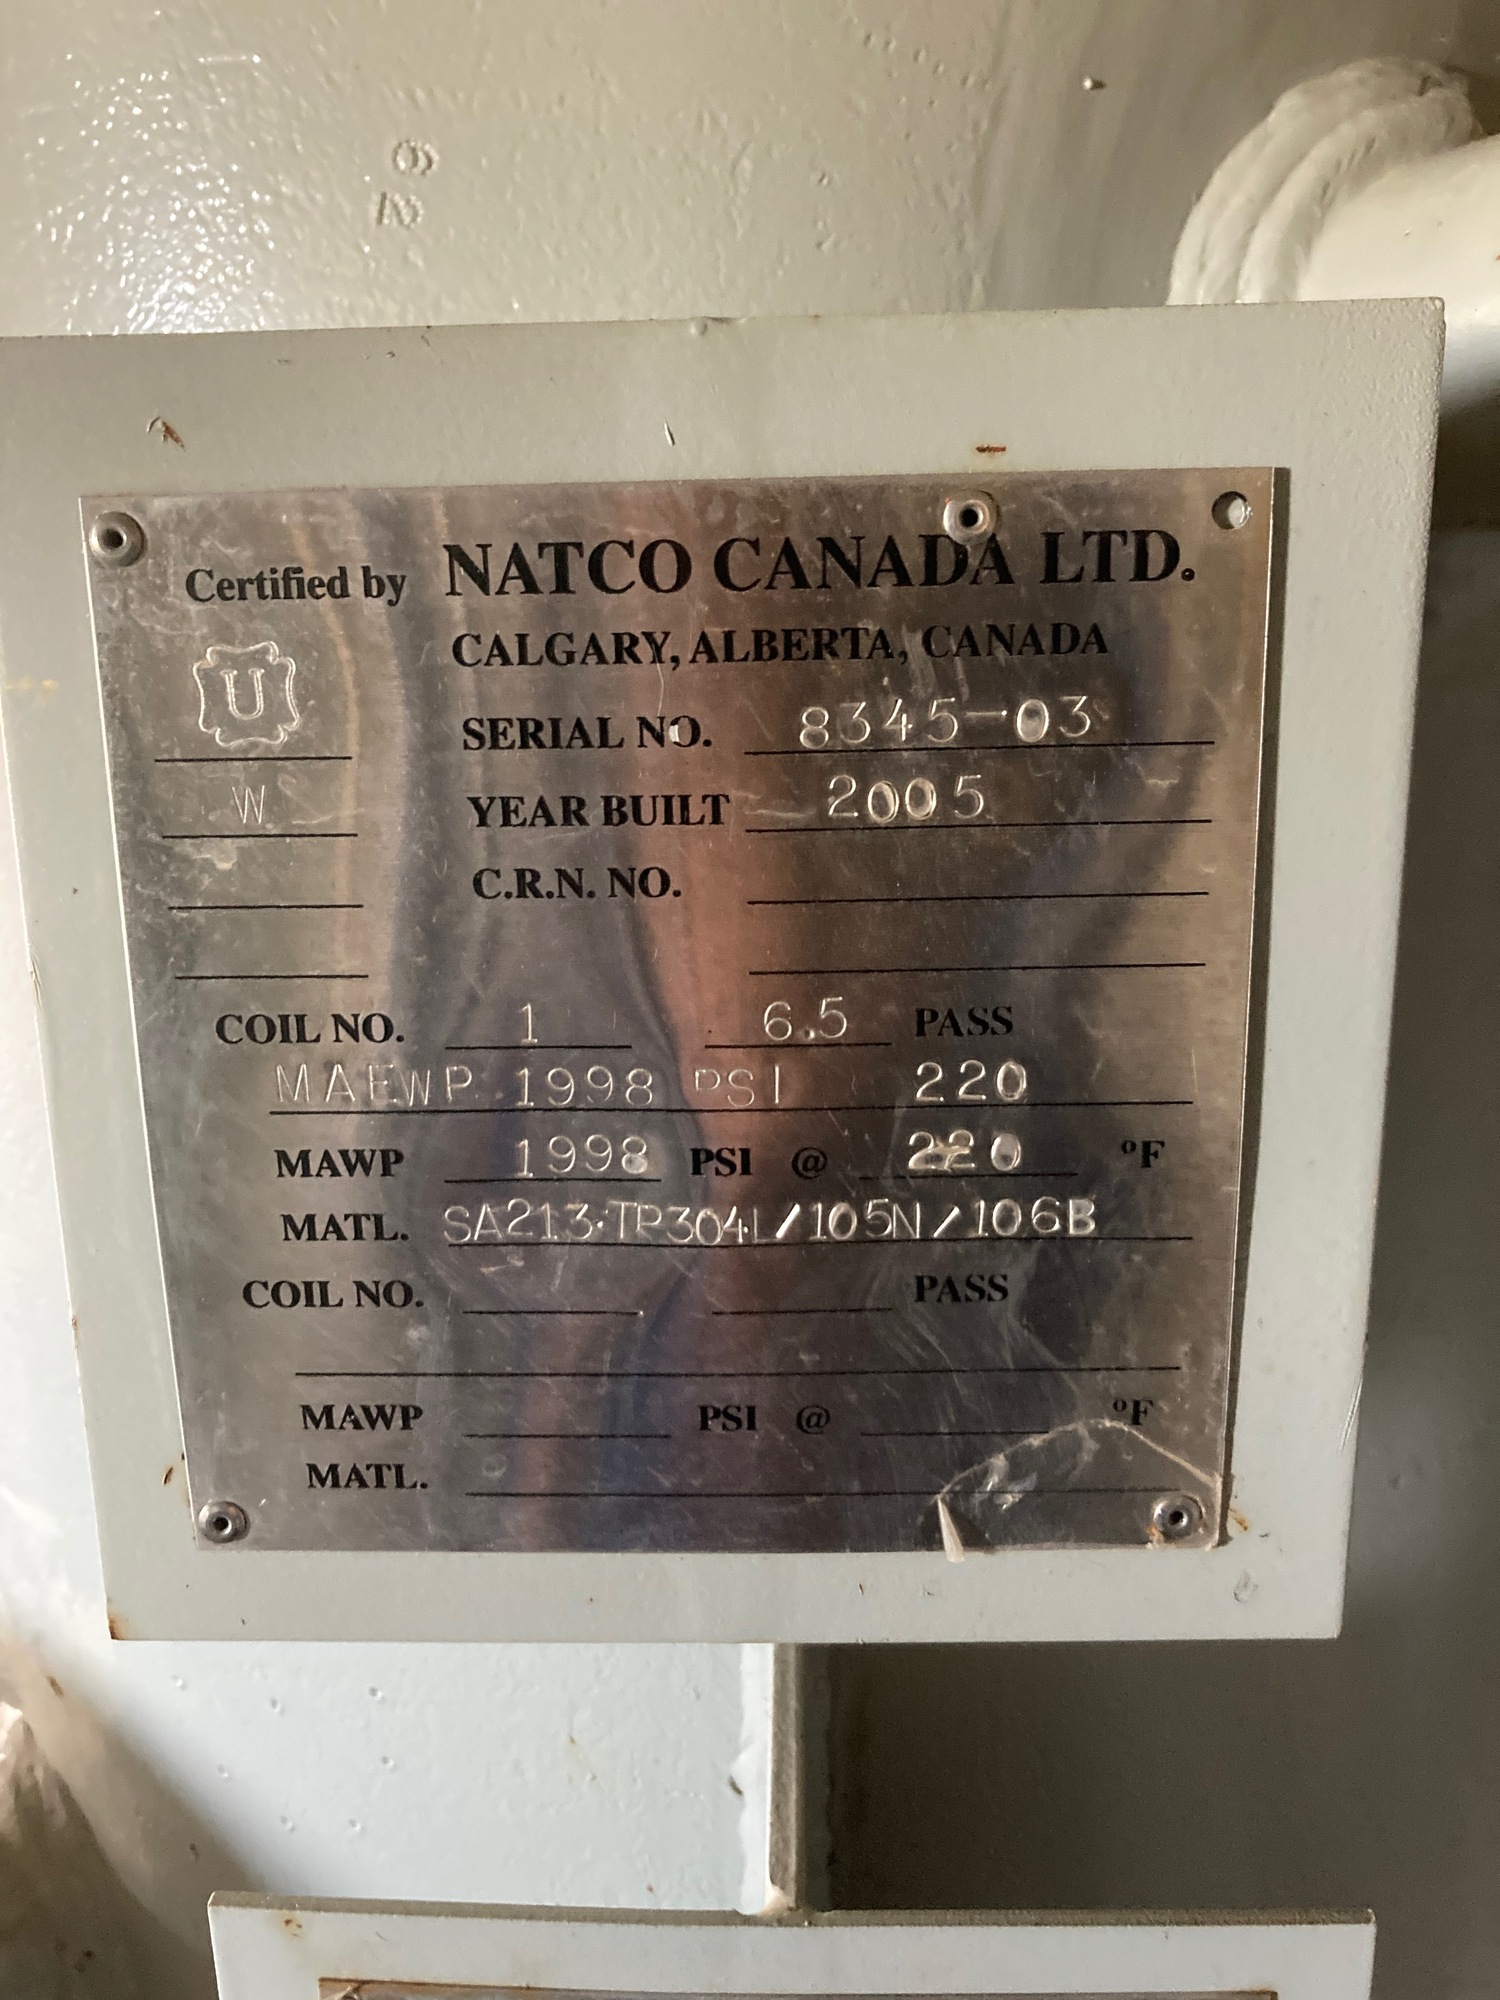 Certified by NATCO CANADA LTD.
CALGARY, ALBERTA, CANADA
U
SERIAL NO. 8345-03
W
YEAR BUILT 2005
C.R.N. NO.
COIL NO. 1 6.5 PASS
MAEWP 1998 PSI 220
MAWP 1998 PSI @ 220 °F
MATL. SA213·TP304L/105N/106B
COIL NO. PASS
MAWP PSI @ °F
MATL.